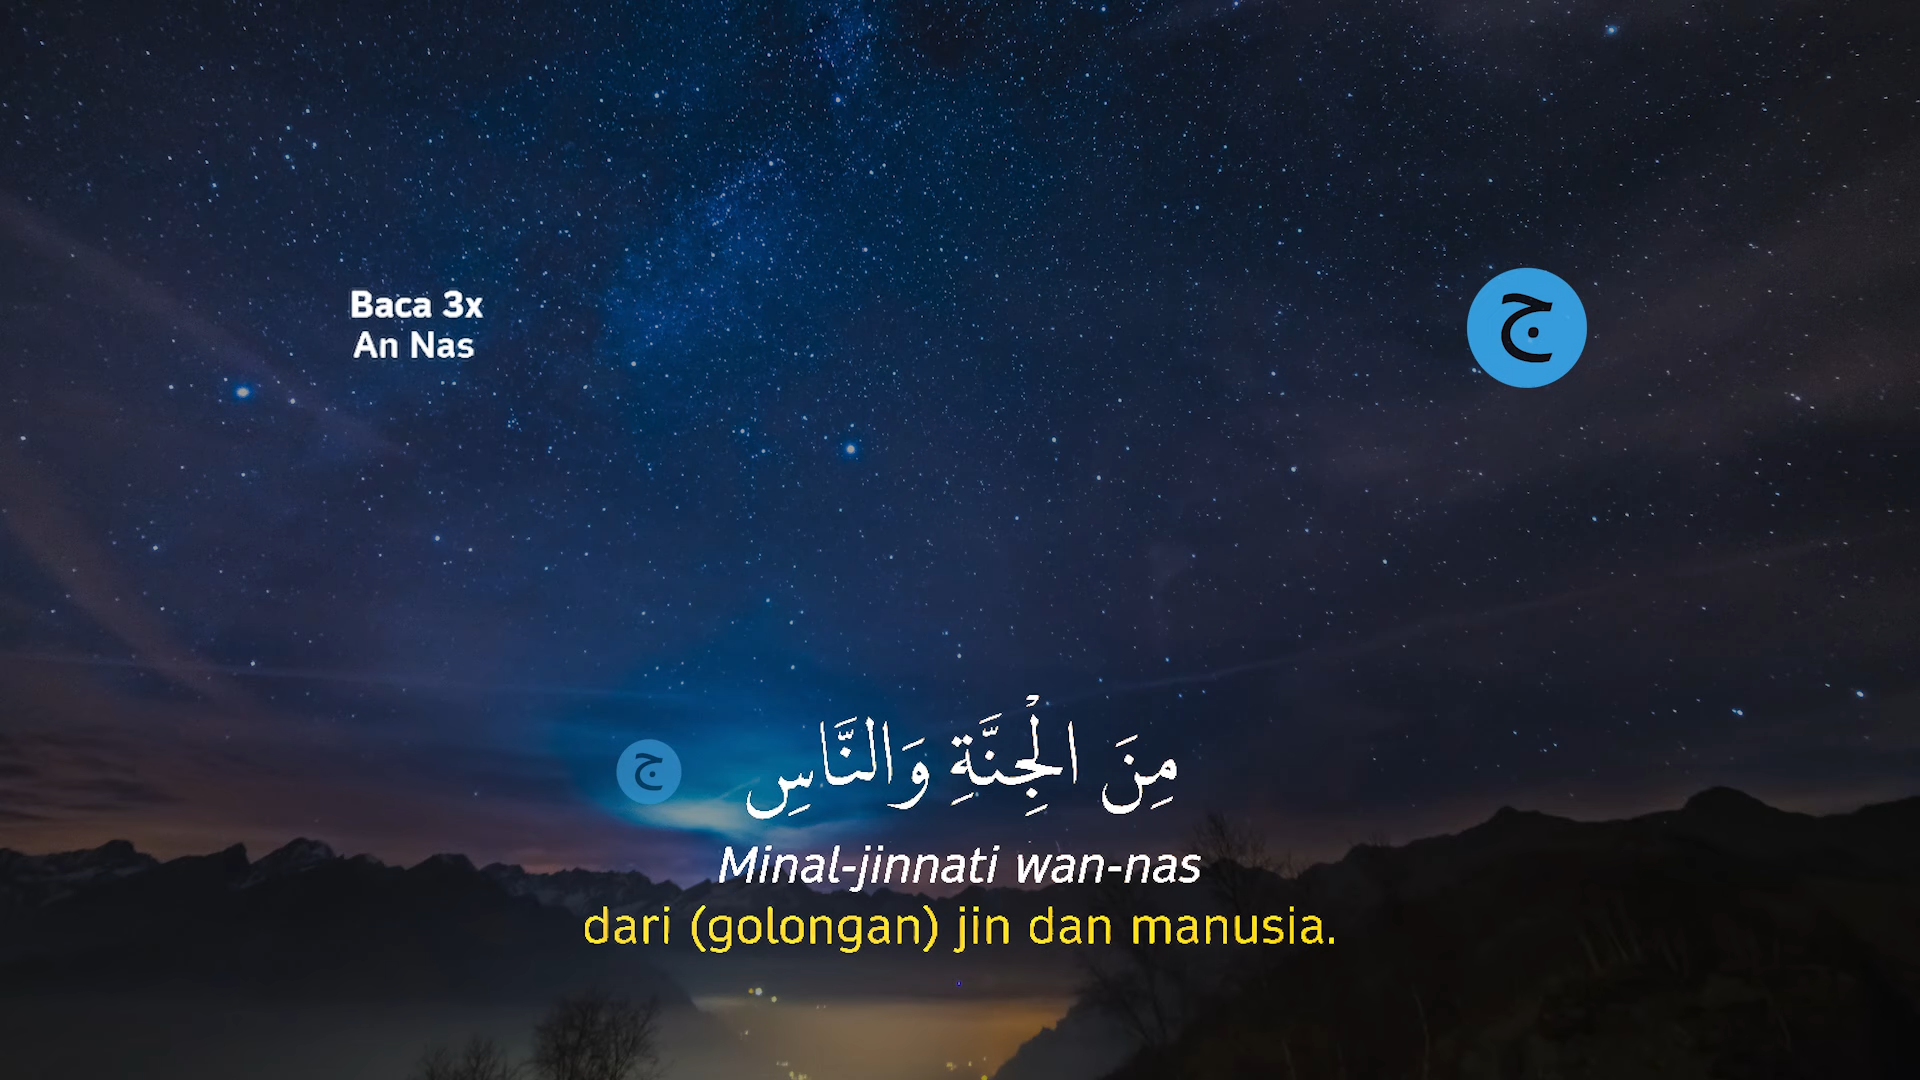 Baca 3x
An Nas
ج
مِنَ الْجِنَّةِ وَالنَّاسِ
ج
Minal-jinnati wan-nas
dari (golongan) jin dan manusia.